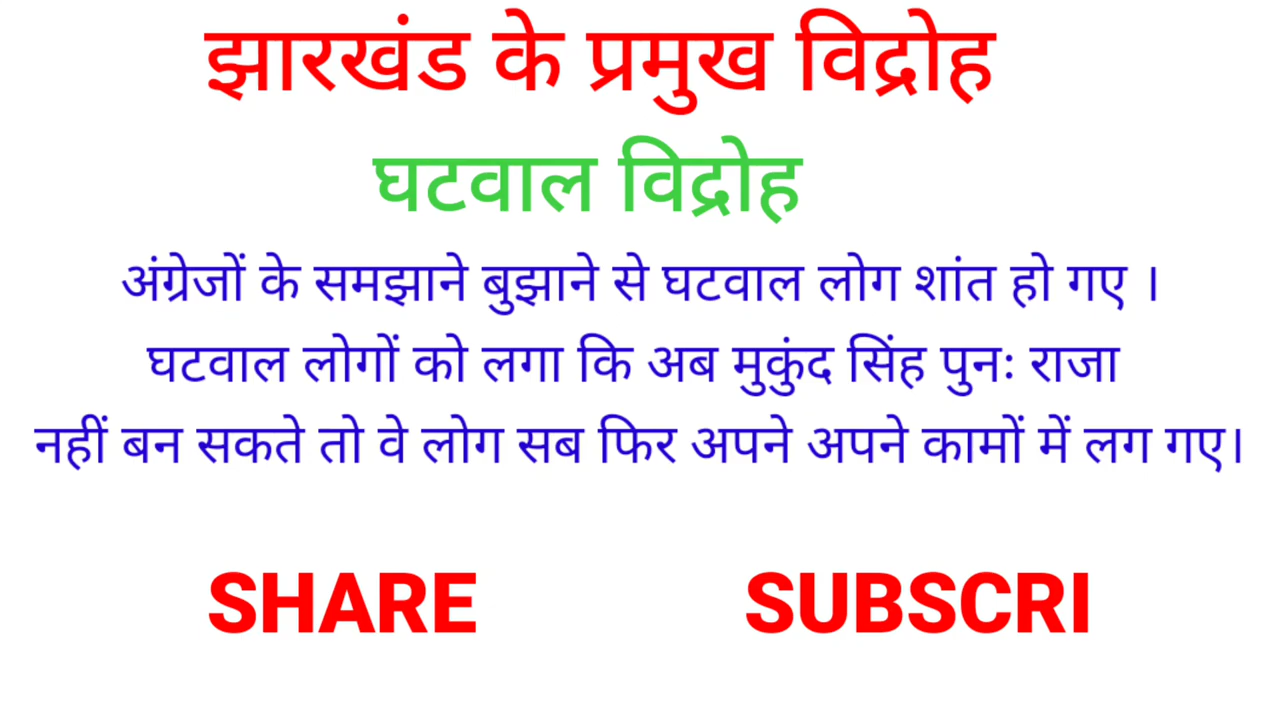 झारखंड के प्रमुख विद्रोह
घटवाल विद्रोह
अंग्रेजों के समझाने बुझाने से घटवाल लोग शांत हो गए ।
घटवाल लोगों को लगा कि अब मुकुंद सिंह पुनः राजा
नहीं बन सकते तो वे लोग सब फिर अपने अपने कामों में लग गए।
SHARE SUBSCRI